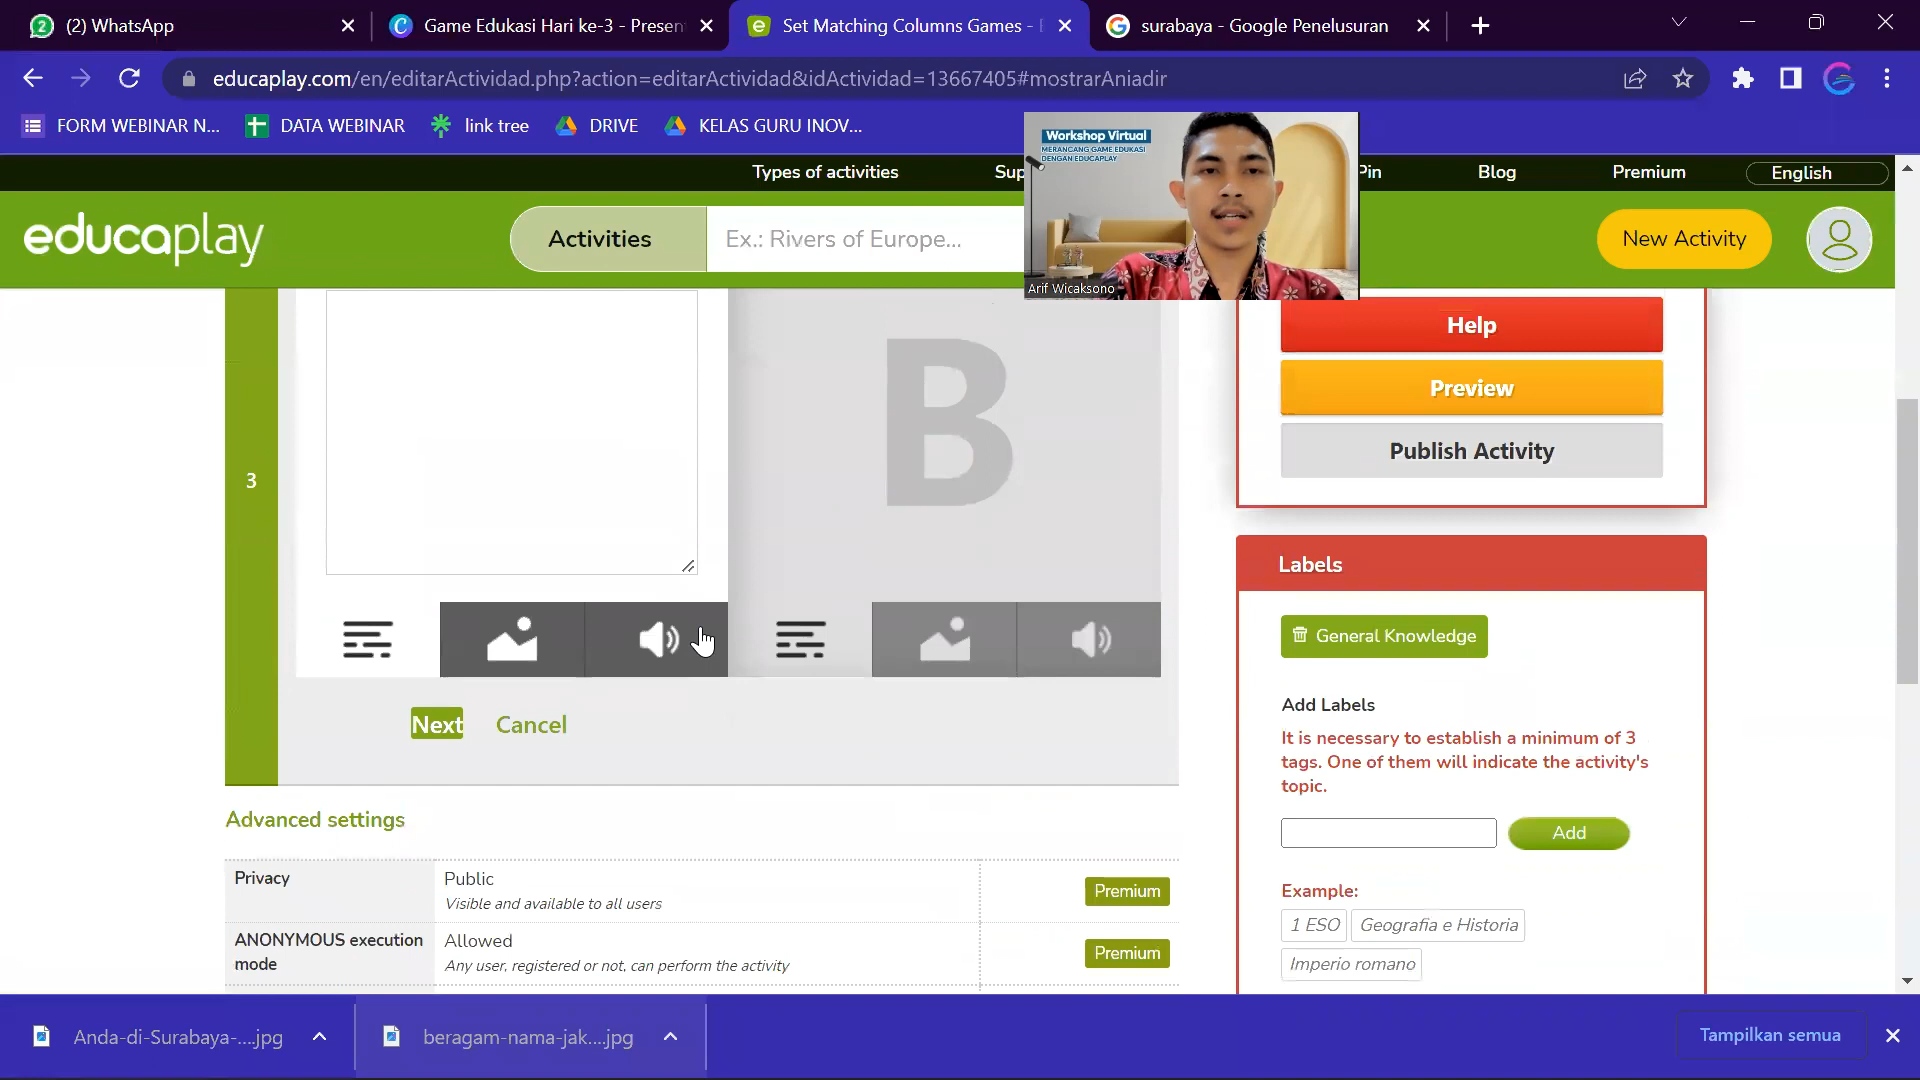 (2) WhatsApp
Game Edukasi Hari ke-3 - Presen
Set Matching Columns Games -
surabaya - Google Penelusuran
educaplay.com/en/editarActividad.php?action=editarActividad&idActividad=13667405#mostrarAniadir
FORM WEBINAR N...
DATA WEBINAR
link tree
DRIVE
KELAS GURU INOV...
Workshop Virtual
MERANCANG GAME EDUKASI
DENGAN EDUCAPLAY
Arif Wicaksono
Types of activities
Sup
Pin
Blog
Premium
English
educaplay
Activities
Ex.: Rivers of Europe...
New Activity
3
B
Next
Cancel
Help
Preview
Publish Activity
Labels
General Knowledge
Add Labels
It is necessary to establish a minimum of 3
tags. One of them will indicate the activity's
topic.
Add
Example:
1 ESO
Geografia e Historia
Imperio romano
Advanced settings
Privacy
Public
Visible and available to all users
Premium
ANONYMOUS execution
mode
Allowed
Any user, registered or not, can perform the activity
Premium
Anda-di-Surabaya-....jpg
beragam-nama-jak....jpg
Tampilkan semua